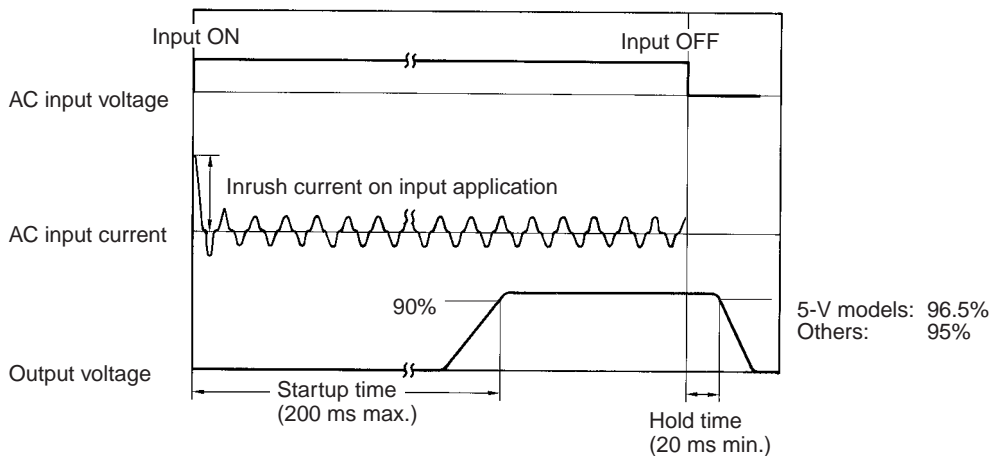 Input ON
Input OFF
AC input voltage
Inrush current on input application
AC input current
90%
5-V models: 96.5%
Others: 95%
Output voltage
Startup time
(200 ms max.)
Hold time
(20 ms min.)